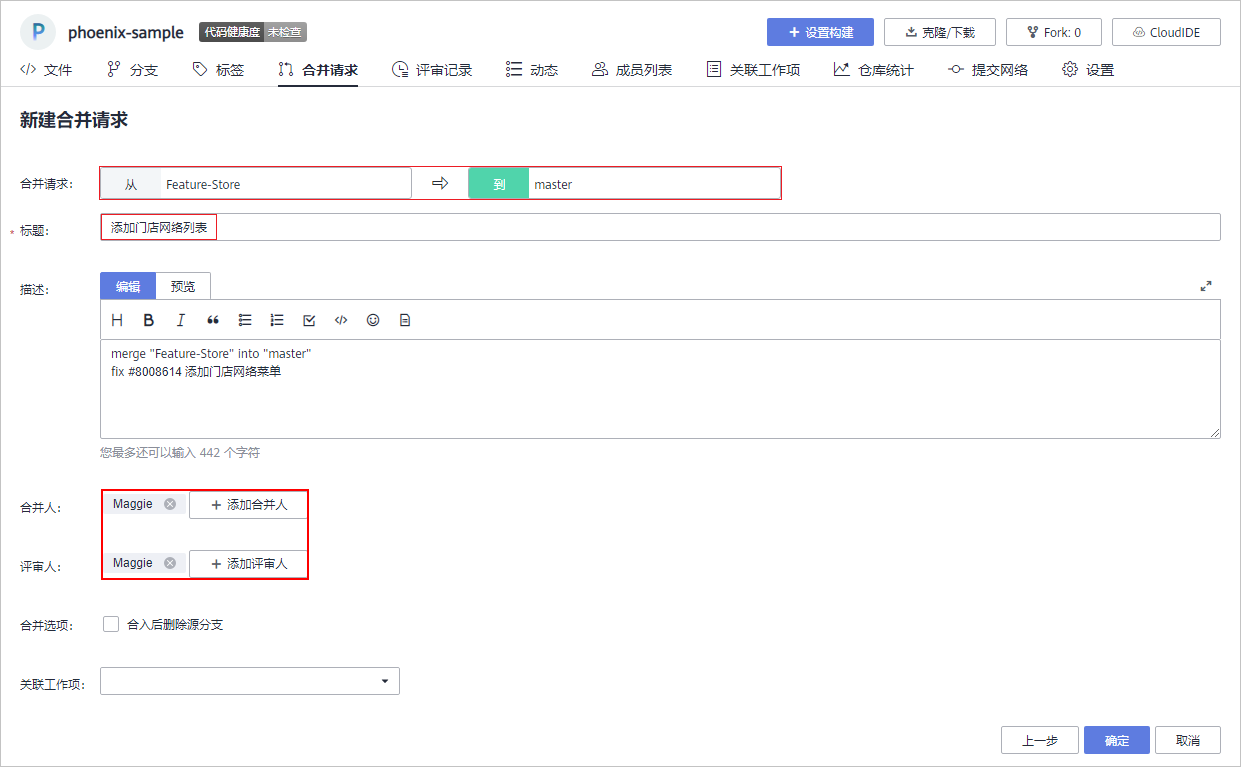 P phoenix-sample 代码健康度 未检查 + 设置构建 克隆/下载 Fork: 0 CloudIDE
文件 分支 标签 合并请求 评审记录 动态 成员列表 关联工作项 仓库统计 提交网络 设置
新建合并请求
合并请求: 从 Feature-Store 到 master
* 标题: 添加门店网络列表
描述: 编辑 预览
H B I
merge "Feature-Store" into "master"
fix #8008614 添加门店网络菜单
您最多还可以输入 442 个字符
合并人: Maggie + 添加合并人
评审人: Maggie + 添加评审人
合并选项: 合入后删除源分支
关联工作项:
上一步 确定 取消